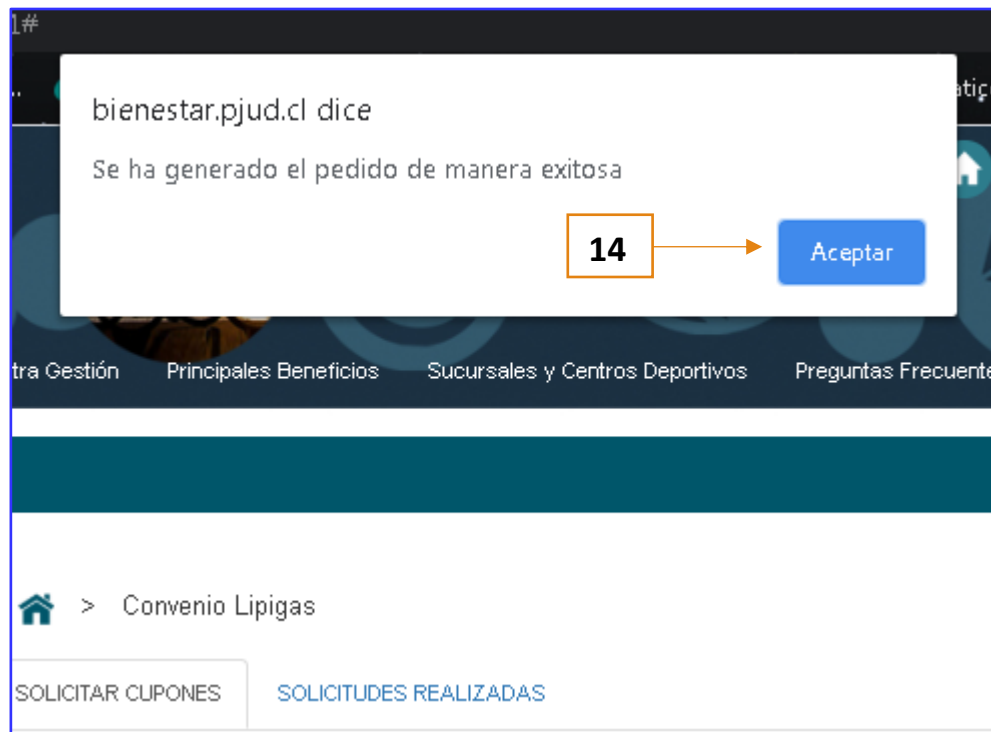 1#
..
bienestar.pjud.cl dice
Se ha generado el pedido de manera exitosa
14
Aceptar
tra Gestión Principales Beneficios Sucursales y Centros Deportivos Preguntas Frecuente
> Convenio Lipigas
SOLICITAR CUPONES SOLICITUDES REALIZADAS